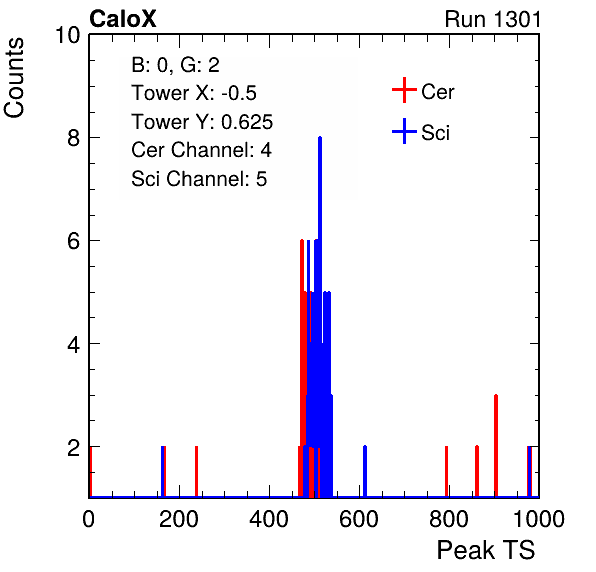 CaloX Run 1301
Counts
10
8
6
4
2
B: 0, G: 2
Tower X: -0.5
Tower Y: 0.625
Cer Channel: 4
Sci Channel: 5
Cer
Sci
0 200 400 600 800 1000
Peak TS